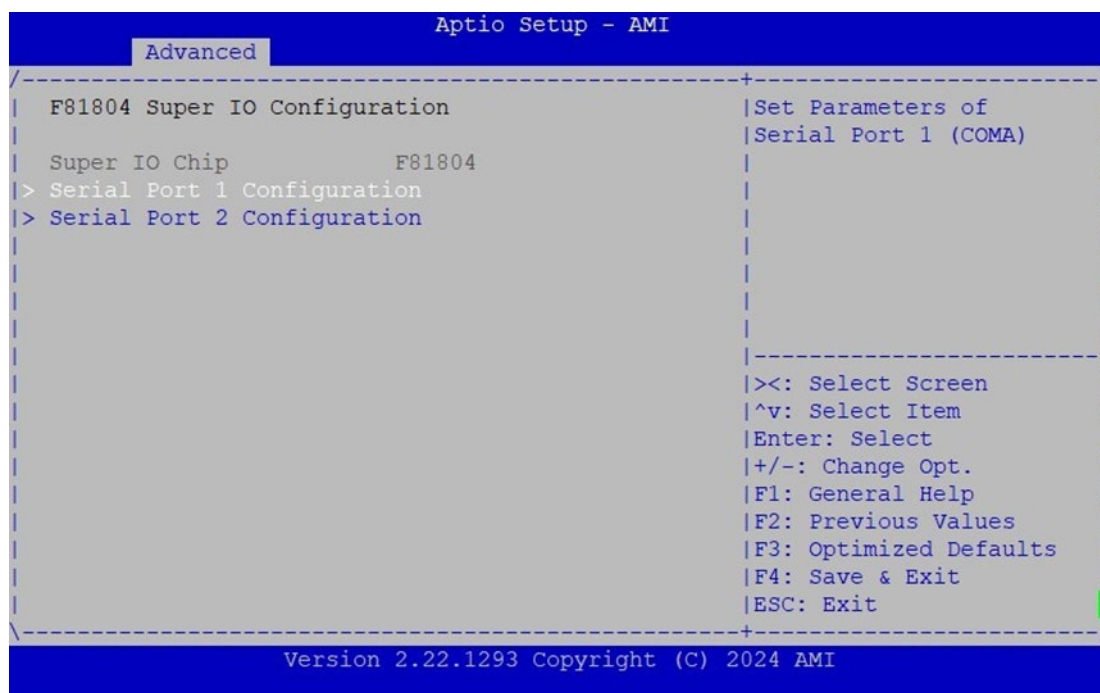 Aptio Setup - AMI
Advanced
F81804 Super IO Configuration
Super IO Chip F81804
> Serial Port 1 Configuration
> Serial Port 2 Configuration
Set Parameters of
Serial Port 1 (COMA)
><: Select Screen
^v: Select Item
Enter: Select
+/-: Change Opt.
F1: General Help
F2: Previous Values
F3: Optimized Defaults
F4: Save & Exit
ESC: Exit
Version 2.22.1293 Copyright (C) 2024 AMI